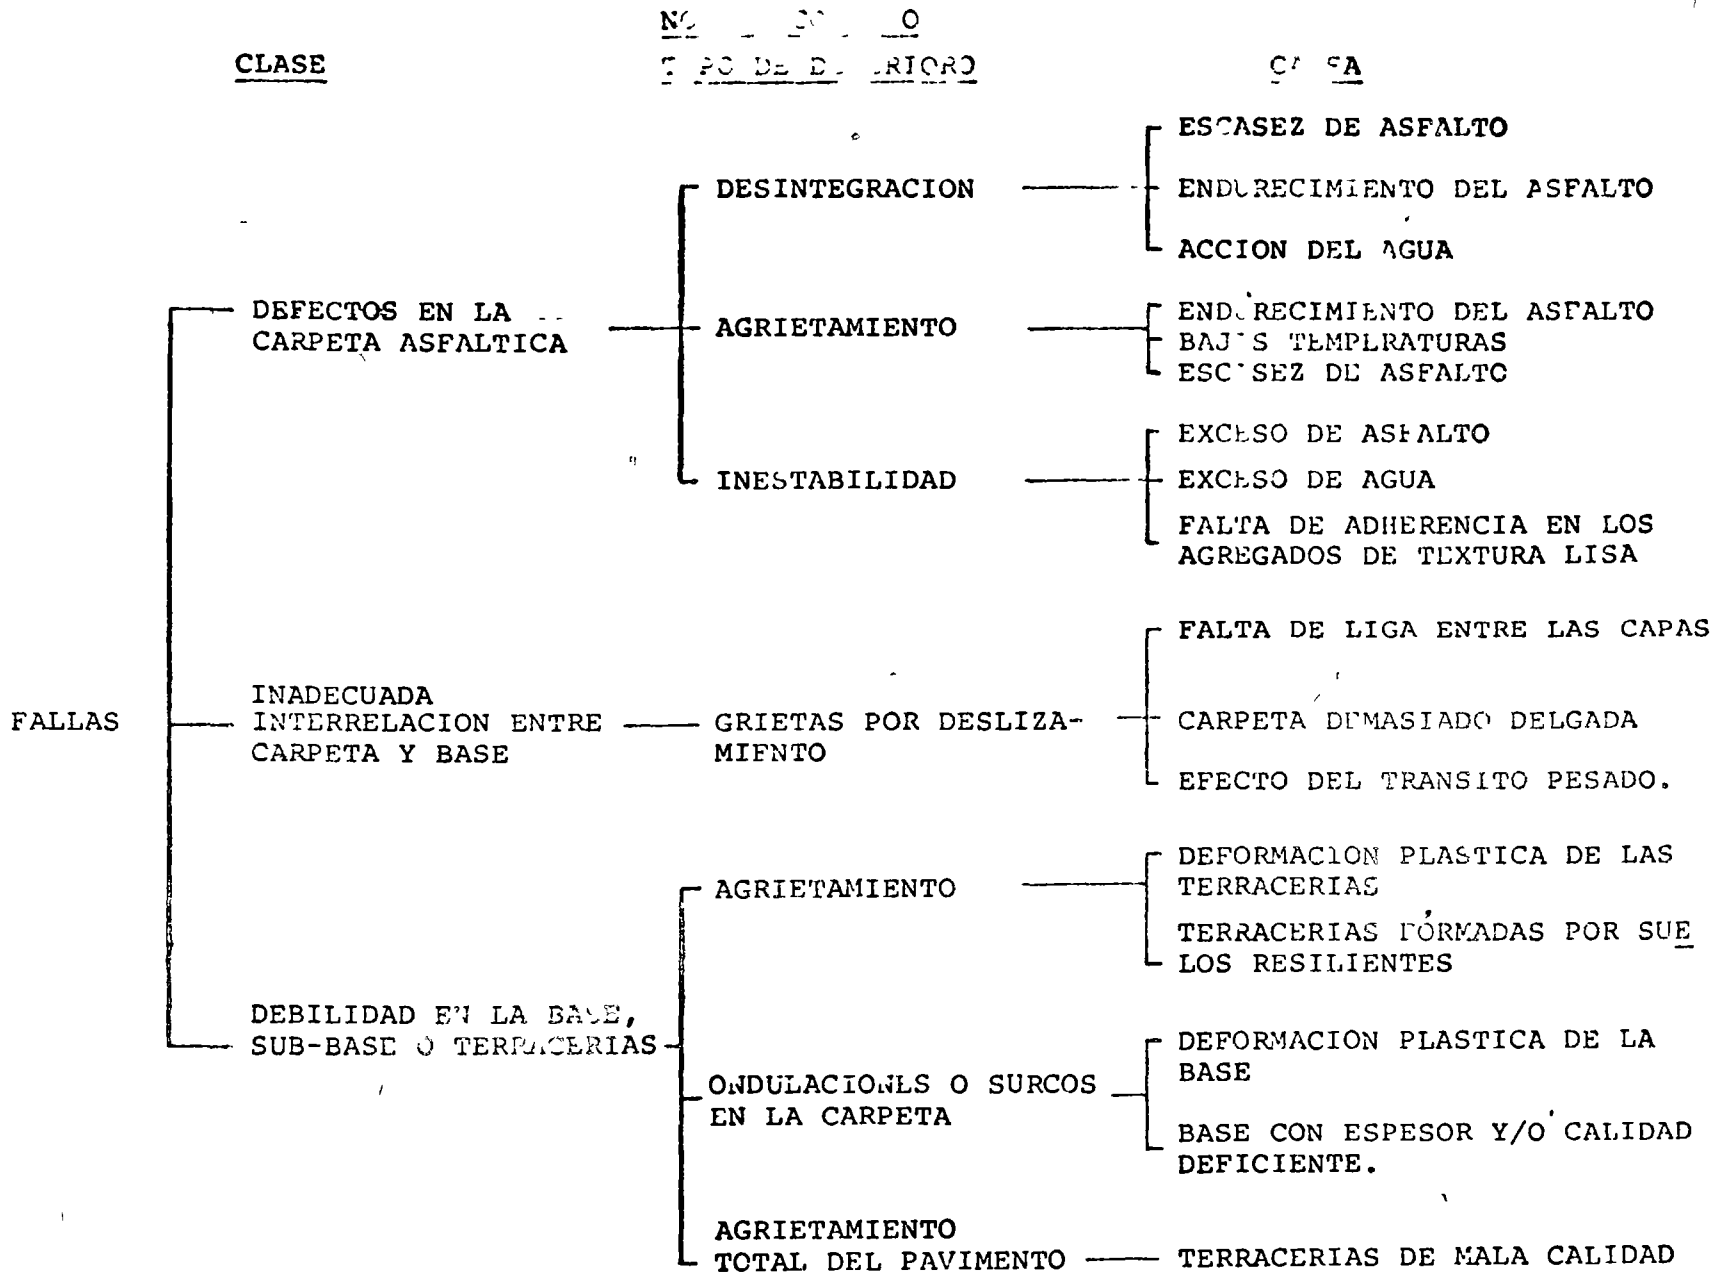 CLASE
TIPO DE DETERIORO
CAUSA
ESCASEZ DE ASFALTO
DESINTEGRACION
ENDURECIMIENTO DEL ASFALTO
ACCION DEL AGUA
DEFECTOS EN LA
CARPETA ASFALTICA
AGRIETAMIENTO
ENDURECIMIENTO DEL ASFALTO
BAJAS TEMPERATURAS
ESCASEZ DE ASFALTO
EXCESO DE ASFALTO
INESTABILIDAD
EXCESO DE AGUA
FALTA DE ADHERENCIA EN LOS
AGREGADOS DE TEXTURA LISA
FALTA DE LIGA ENTRE LAS CAPAS
FALLAS
INADECUADA
INTERRELACION ENTRE
CARPETA Y BASE
GRIETAS POR DESLIZA-
MIENTO
CARPETA DEMASIADO DELGADA
EFECTO DEL TRANSITO PESADO.
DEFORMACION PLASTICA DE LAS
TERRACERIAS
AGRIETAMIENTO
TERRACERIAS FORMADAS POR SUE
LOS RESILIENTES
DEBILIDAD EN LA BASE,
SUB-BASE O TERRACERIAS
DEFORMACION PLASTICA DE LA
BASE
ONDULACIONES O SURCOS
EN LA CARPETA
BASE CON ESPESOR Y/O CALIDAD
DEFICIENTE.
AGRIETAMIENTO
TOTAL DEL PAVIMENTO
TERRACERIAS DE MALA CALIDAD